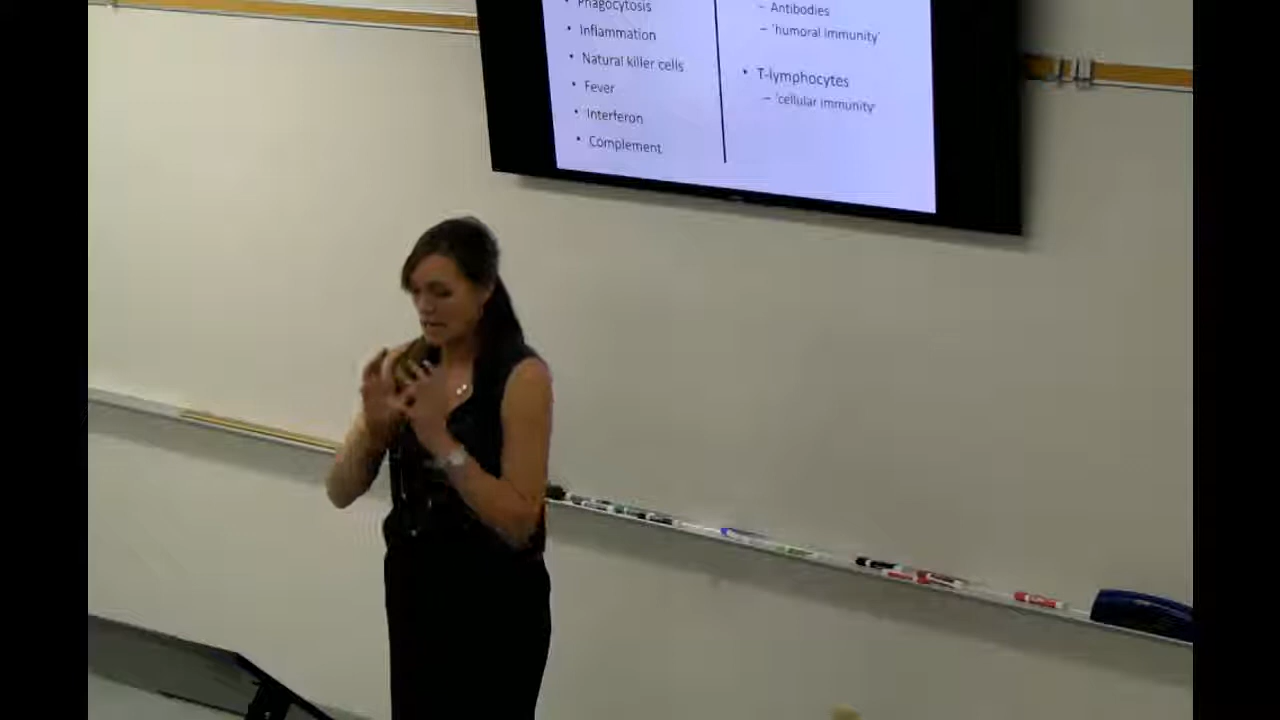 • Phagocytosis
• Inflammation
• Natural killer cells
• Fever
• Interferon
• Complement
– Antibodies
– 'humoral immunity'
• T-lymphocytes
– 'cellular immunity'